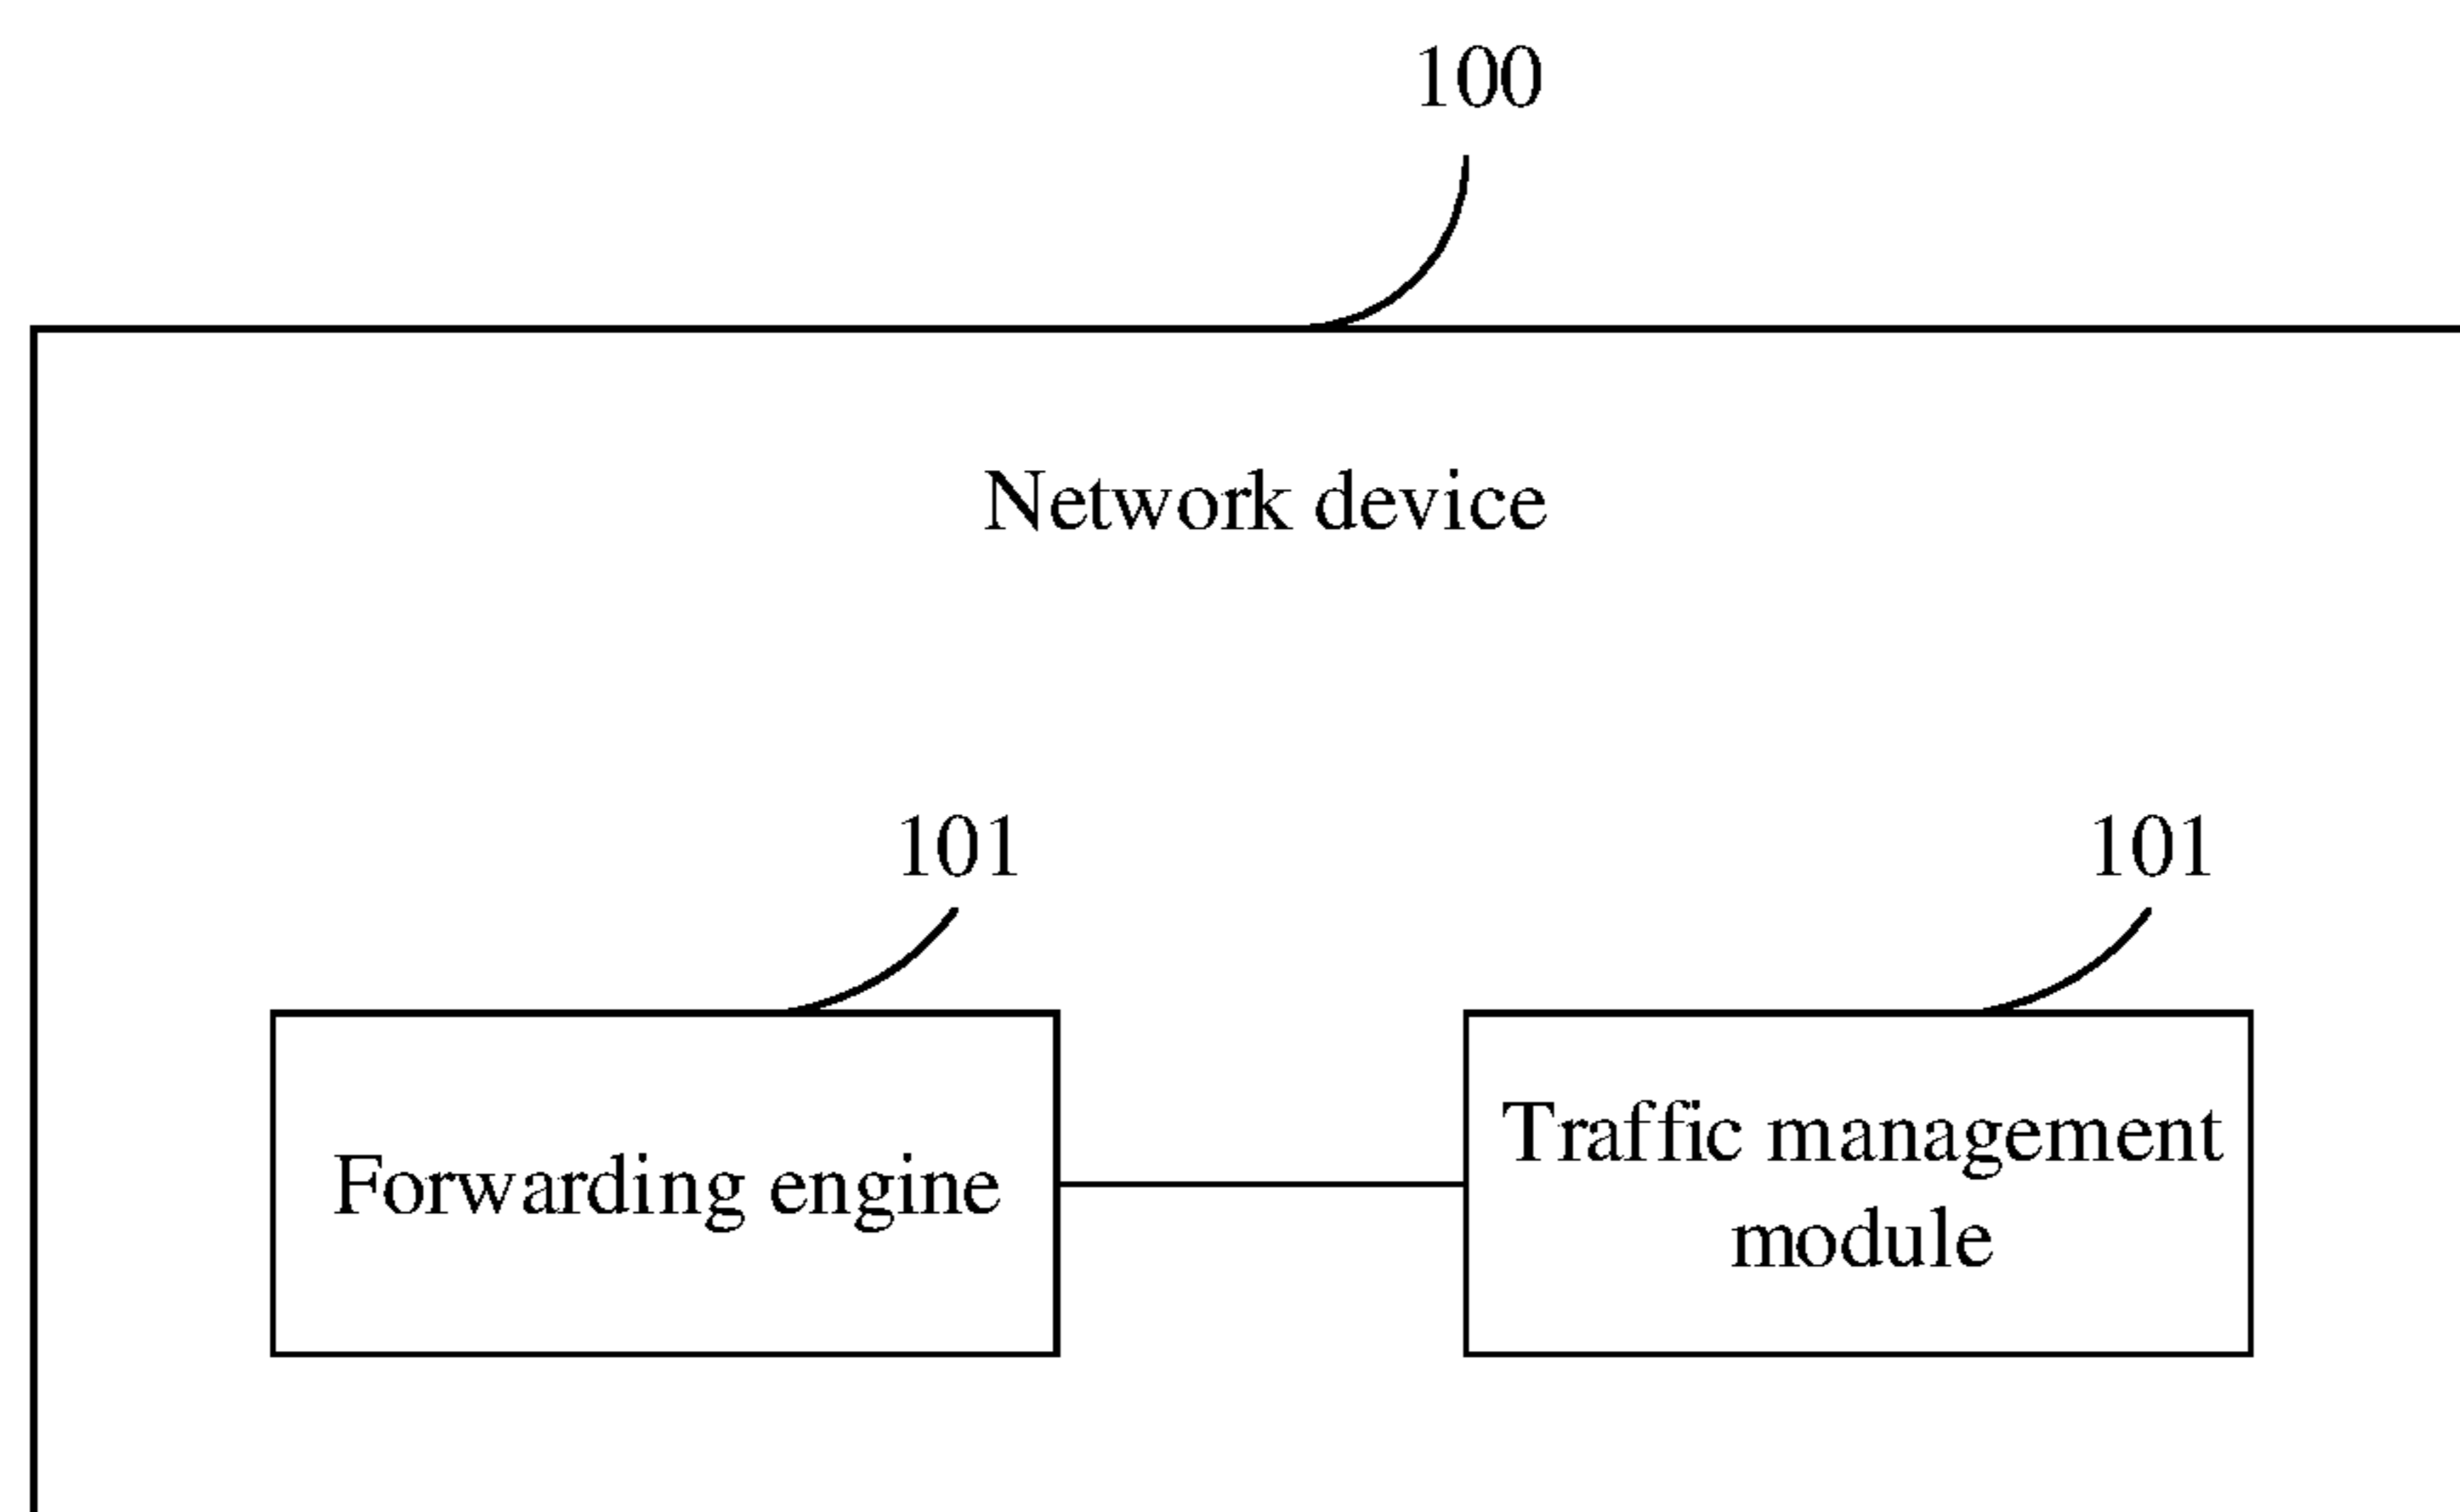 100
Network device
101
101
Forwarding engine
Traffic management
module